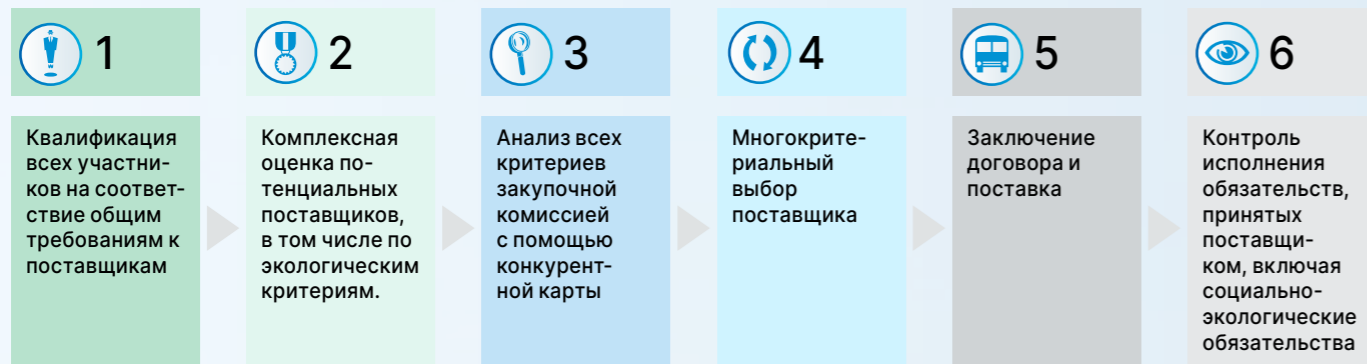 1
Квалификация
всех участни-
ков на соответ-
ствие общим
требованиям к
поставщикам
2
Комплексная
оценка по-
тенциальных
поставщиков,
в том числе по
экологическим
критериям.
3
Анализ всех
критериев
закупочной
комиссией
с помощью
конкурент-
ной карты
4
Многокрите-
риальный
выбор
поставщика
5
Заключение
договора и
поставка
6
Контроль
исполнения
обязательств,
принятых
поставщи-
ком, включая
социально-
экологические
обязательства